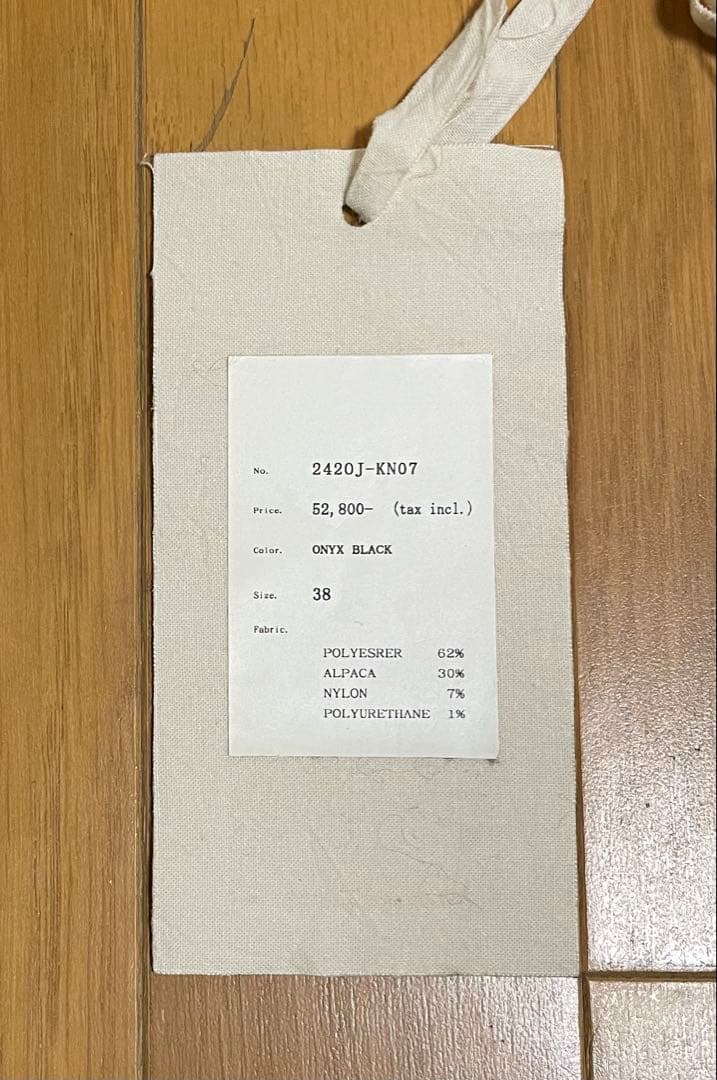 No. 2420J-KN07
Price. 52,800- (tax incl.)
Color. ONYX BLACK
Size. 38
Fabric.
POLYESRER 62%
ALPACA 30%
NYLON 7%
POLYURETHANE 1%